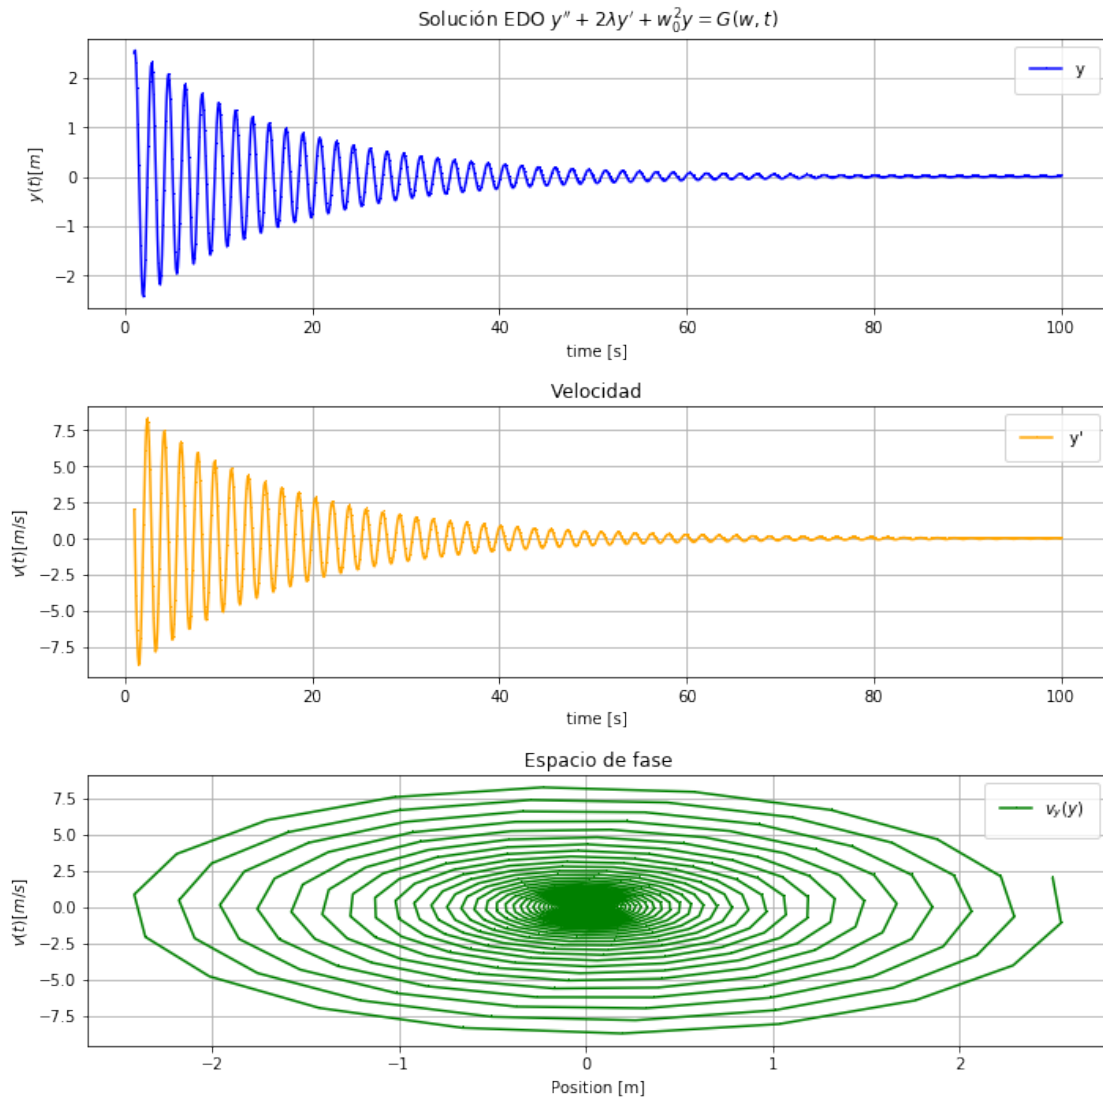 Solución EDO y'' + 2λy' + w₀²y = G(w, t)
y
2
1
0
−1
−2
y(t)[m]
0 20 40 60 80 100
time [s]
Velocidad
y'
7.5
5.0
2.5
0.0
−2.5
−5.0
−7.5
v(t)[m/s]
0 20 40 60 80 100
time [s]
Espacio de fase
v_y(y)
7.5
5.0
2.5
0.0
−2.5
−5.0
−7.5
v(t)[m/s]
−2 −1 0 1 2
Position [m]